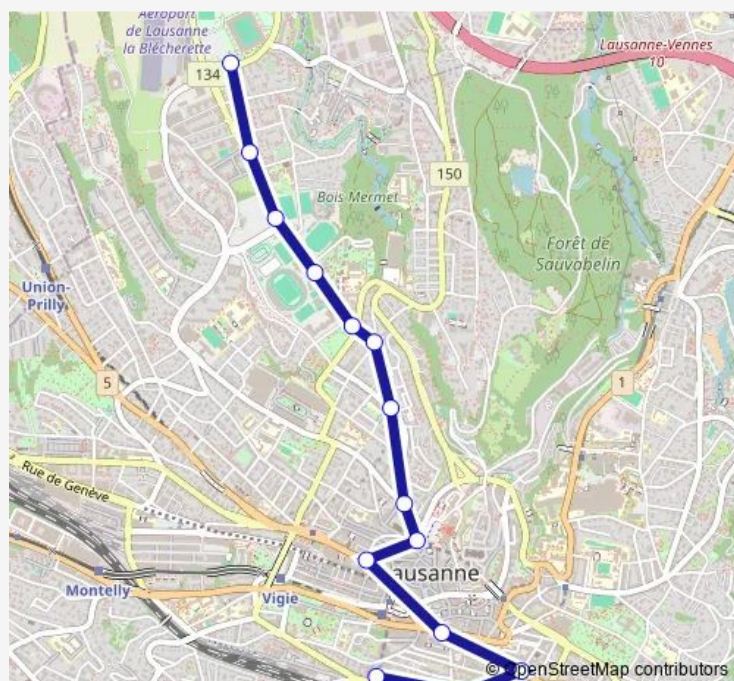 Aéroport
de Lausanne
la Blécherette
Lausanne-Vennes
10
134
150
Bois Mermet
Forêt de
Sauvabelin
Union-
Prilly
5
1
Rue de Genève
Lausanne
Montelly
Vigie
© OpenStreetMap contributors